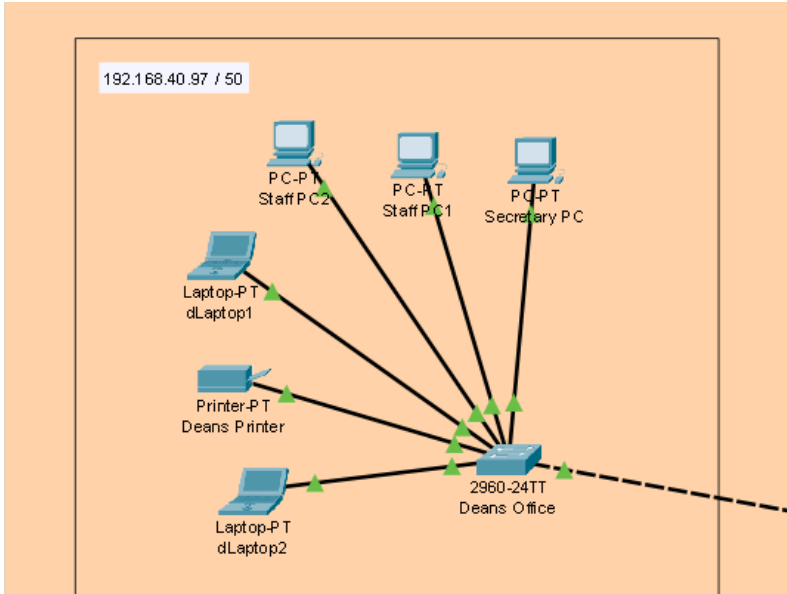 192.168.40.97 / 50
PC-PT
Staff PC2
PC-PT
Staff PC1
PC-PT
Secretary PC
Laptop-PT
dLaptop1
Printer-PT
Deans Printer
2960-24TT
Deans Office
Laptop-PT
dLaptop2